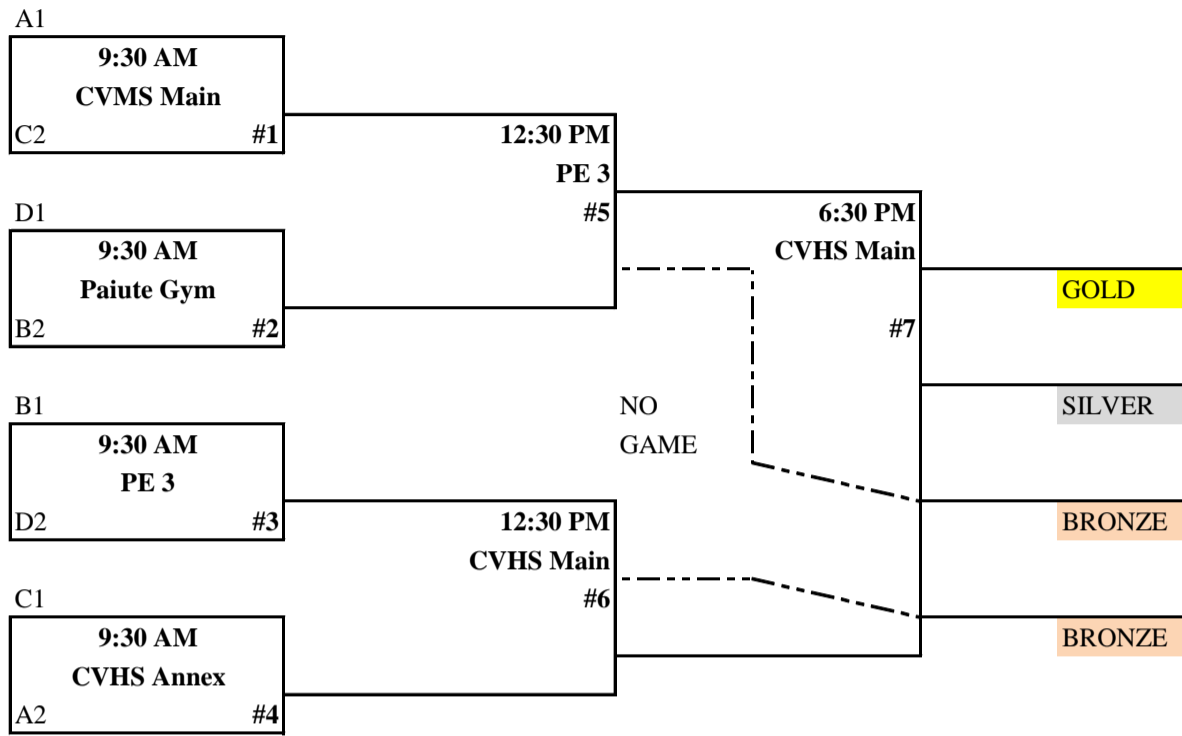 A1
9:30 AM
CVMS Main
C2 #1
12:30 PM
PE 3
#5
D1
9:30 AM
Paiute Gym
B2 #2
6:30 PM
CVHS Main
#7
GOLD
SILVER
NO
GAME
BRONZE
BRONZE
B1
9:30 AM
PE 3
D2 #3
12:30 PM
CVHS Main
#6
C1
9:30 AM
CVHS Annex
A2 #4